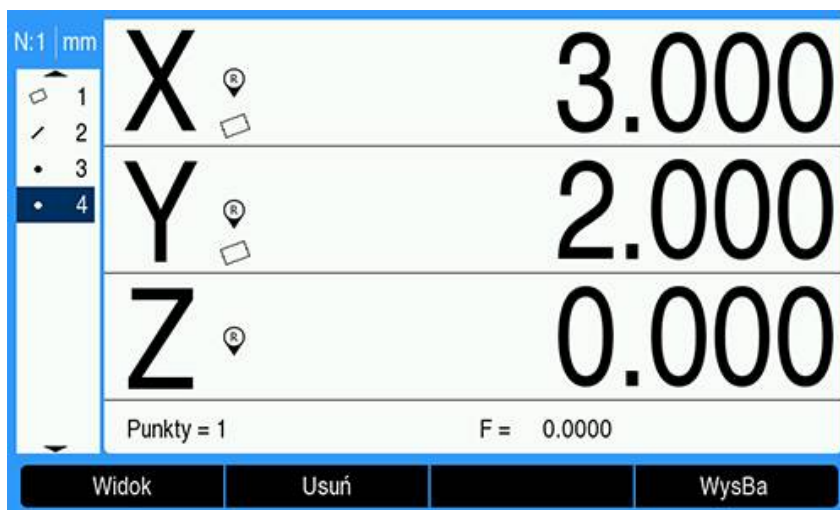 N:1 mm
1
2
3
4
X R 3.000
Y R 2.000
Z R 0.000
Punkty = 1 F = 0.0000
Widok Usuń WysBa